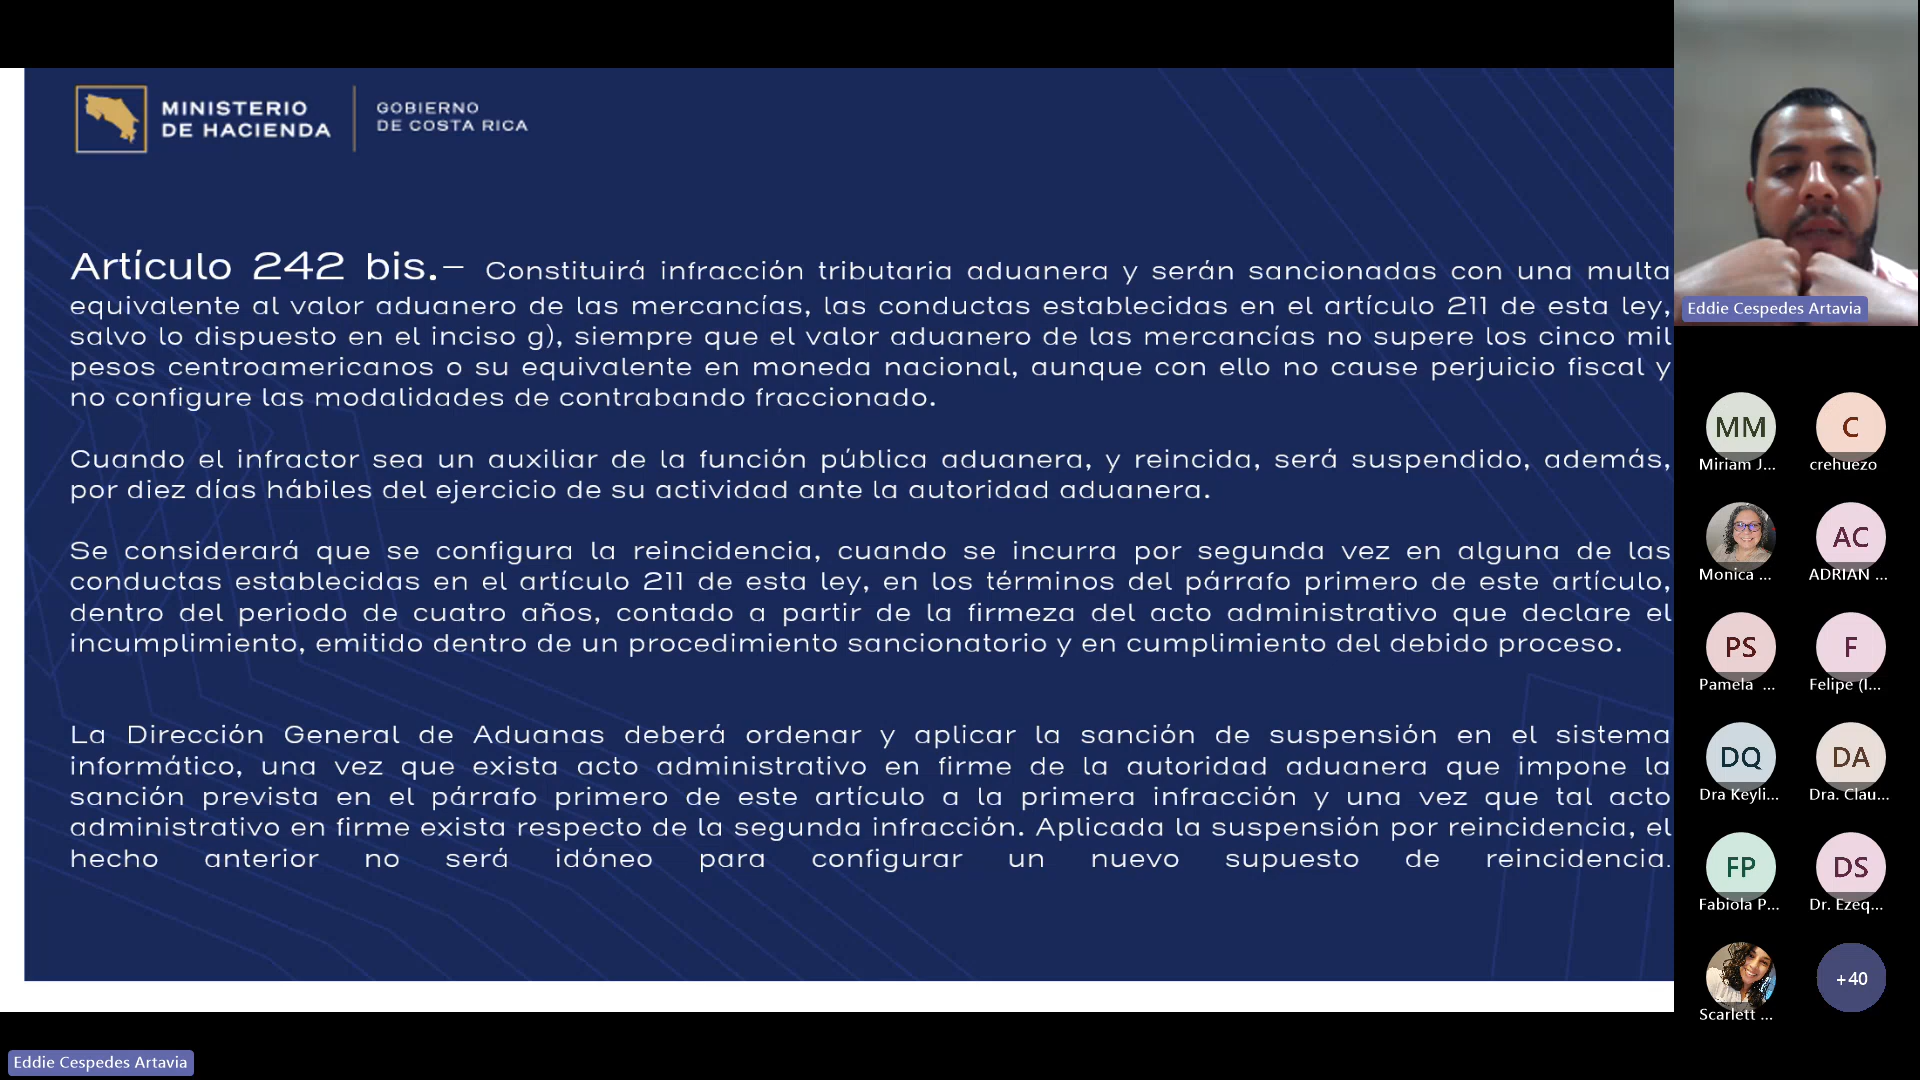 MINISTERIO
DE HACIENDA
GOBIERNO
DE COSTA RICA
Artículo 242 bis.– Constituirá infracción tributaria aduanera y serán sancionadas con una multa
equivalente al valor aduanero de las mercancías, las conductas establecidas en el artículo 211 de esta ley,
salvo lo dispuesto en el inciso g), siempre que el valor aduanero de las mercancías no supere los cinco mil
pesos centroamericanos o su equivalente en moneda nacional, aunque con ello no cause perjuicio fiscal y
no configure las modalidades de contrabando fraccionado.
Cuando el infractor sea un auxiliar de la función pública aduanera, y reincida, será suspendido, además,
por diez días hábiles del ejercicio de su actividad ante la autoridad aduanera.
Se considerará que se configura la reincidencia, cuando se incurra por segunda vez en alguna de las
conductas establecidas en el artículo 211 de esta ley, en los términos del párrafo primero de este artículo,
dentro del periodo de cuatro años, contado a partir de la firmeza del acto administrativo que declare el
incumplimiento, emitido dentro de un procedimiento sancionatorio y en cumplimiento del debido proceso.
La Dirección General de Aduanas deberá ordenar y aplicar la sanción de suspensión en el sistema
informático, una vez que exista acto administrativo en firme de la autoridad aduanera que impone la
sanción prevista en el párrafo primero de este artículo a la primera infracción y una vez que tal acto
administrativo en firme exista respecto de la segunda infracción. Aplicada la suspensión por reincidencia, el
hecho anterior no será idóneo para configurar un nuevo supuesto de reincidencia.
Eddie Cespedes Artavia
MM
Miriam J...
C
crehuezo
Monica ...
AC
ADRIAN ...
PS
Pamela ...
F
Felipe (I...
DQ
Dra Keyli...
DA
Dra. Clau...
FP
Fabiola P...
DS
Dr. Ezeq...
Scarlett ...
+40
Eddie Cespedes Artavia